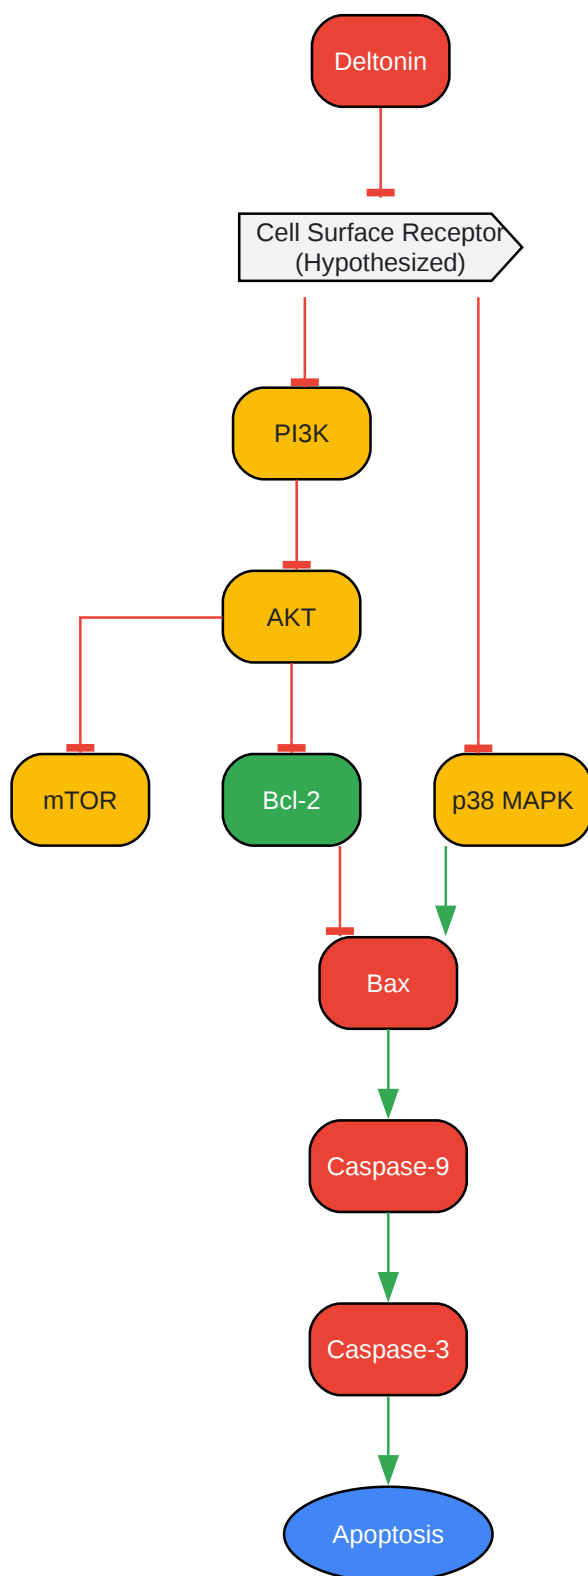 Deltonin
Cell Surface Receptor
(Hypothesized)
PI3K
AKT
mTOR
Bcl-2
p38 MAPK
Bax
Caspase-9
Caspase-3
Apoptosis